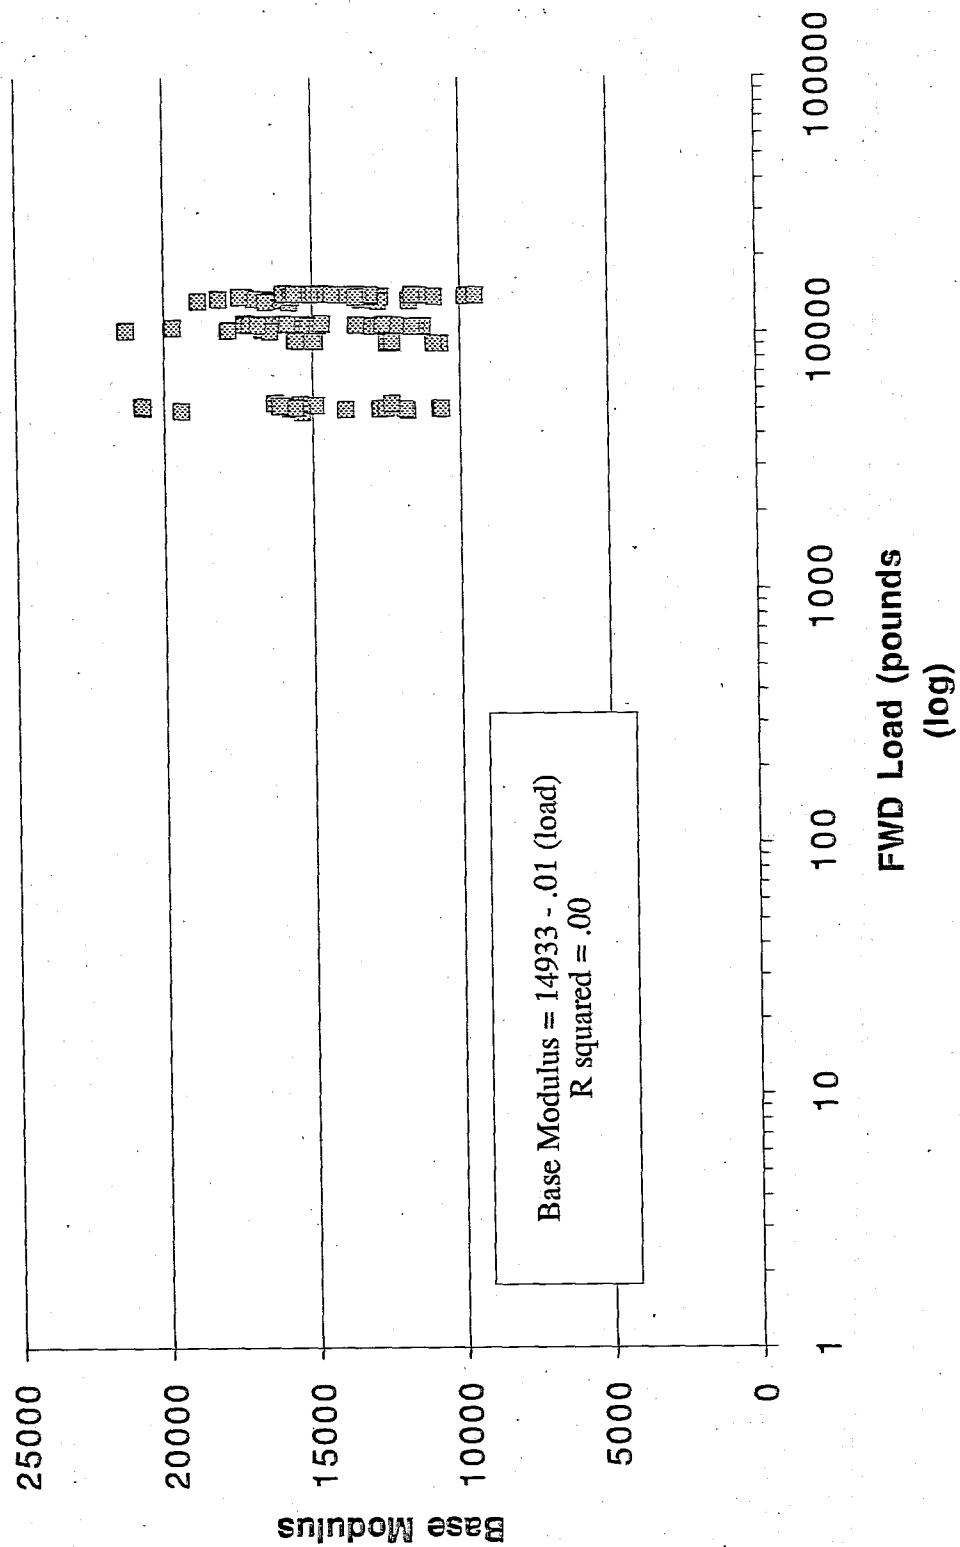 25000
20000
15000
10000
5000
0
Base Modulus
Base Modulus = 14933 - .01 (load)
R squared = .00
1
10
100
1000
10000
100000
FWD Load (pounds
(log)